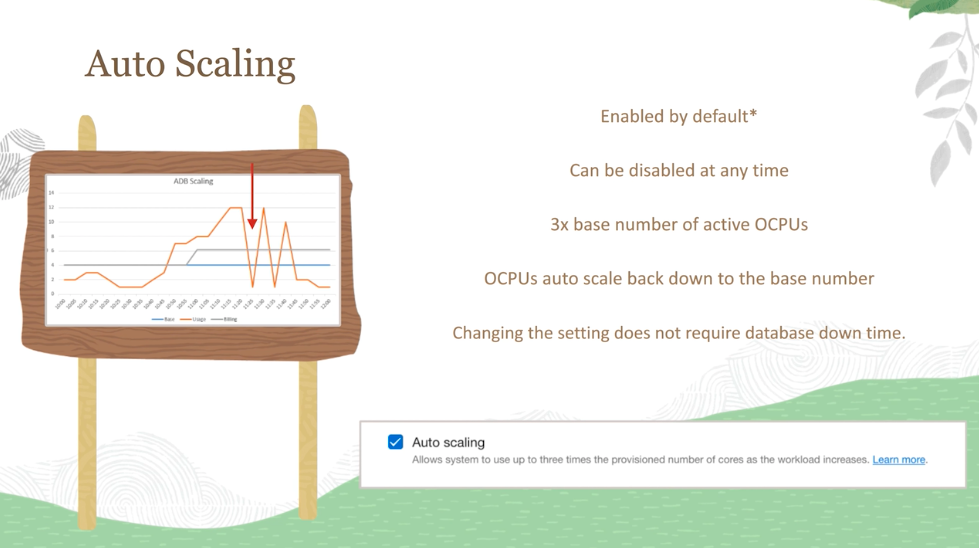 Auto Scaling
Enabled by default*
Can be disabled at any time
3x base number of active OCPUs
OCPUs auto scale back down to the base number
Changing the setting does not require database down time.
ADB Scaling
14
12
10
8
6
4
2
0
Base Usage Billing
Auto scaling
Allows system to use up to three times the provisioned number of cores as the workload increases. Learn more.